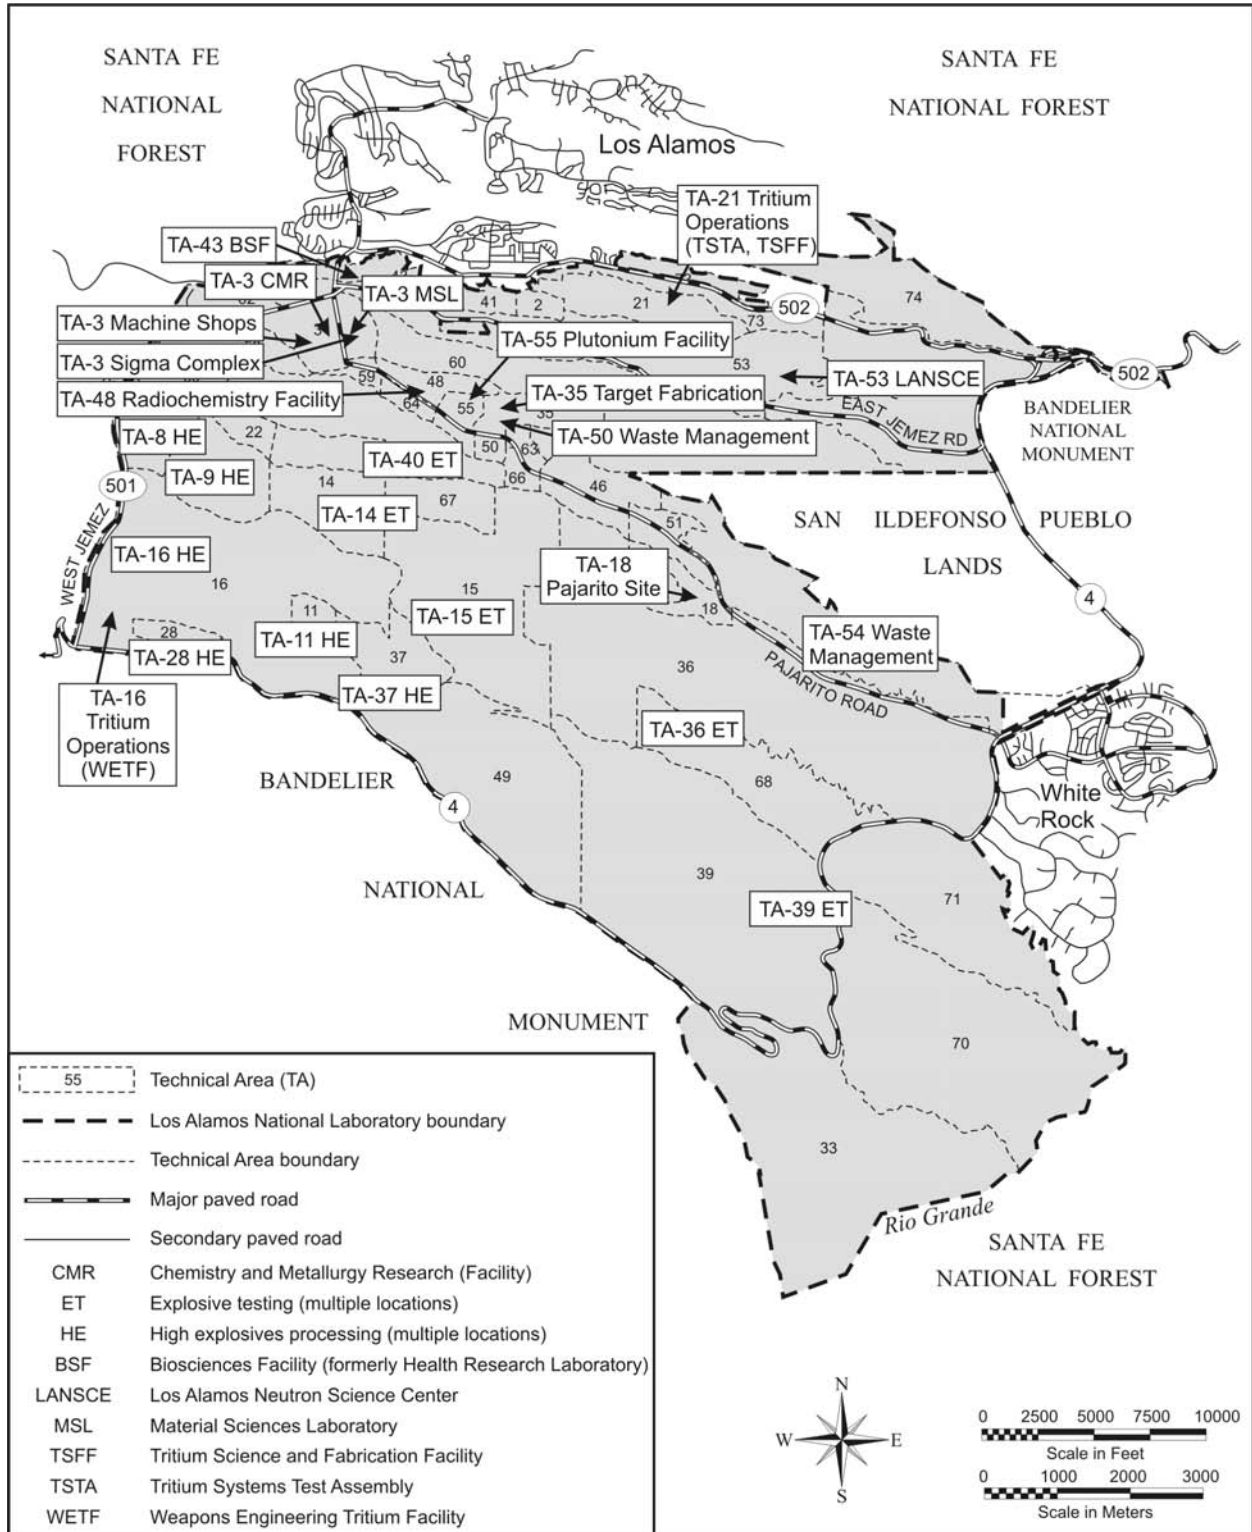 SANTA FE
NATIONAL
FOREST
SANTA FE
NATIONAL FOREST
Los Alamos
TA-21 Tritium
Operations
(TSTA, TSFF)
TA-43 BSF
TA-3 CMR
TA-3 MSL
41
2
21
73
502
74
TA-3 Machine Shops
TA-55 Plutonium Facility
TA-3 Sigma Complex
60
53
502
59
48
TA-53 LANSCE
TA-48 Radiochemistry Facility
64
55
TA-35 Target Fabrication
35
EAST
JEMEZ RD
BANDELIER
NATIONAL
MONUMENT
TA-8 HE
22
TA-50 Waste Management
50
63
TA-40 ET
TA-9 HE
14
66
46
501
67
TA-14 ET
51
SAN ILDEFONSO PUEBLO
LANDS
TA-16 HE
WEST JEMEZ
16
15
TA-18
Pajarito Site
18
4
11
TA-15 ET
28
TA-11 HE
TA-54 Waste
Management
TA-28 HE
37
36
PAJARITO ROAD
TA-37 HE
TA-16
Tritium
Operations
(WETF)
TA-36 ET
BANDELIER
49
68
4
White
Rock
NATIONAL
39
71
TA-39 ET
MONUMENT
70
33
Rio Grande
SANTA FE
NATIONAL FOREST
55 Technical Area (TA)
Los Alamos National Laboratory boundary
Technical Area boundary
Major paved road
Secondary paved road
CMR Chemistry and Metallurgy Research (Facility)
ET Explosive testing (multiple locations)
HE High explosives processing (multiple locations)
BSF Biosciences Facility (formerly Health Research Laboratory)
LANSCE Los Alamos Neutron Science Center
MSL Material Sciences Laboratory
TSFF Tritium Science and Fabrication Facility
TSTA Tritium Systems Test Assembly
WETF Weapons Engineering Tritium Facility
N
W E
S
0 2500 5000 7500 10000
Scale in Feet
0 1000 2000 3000
Scale in Meters